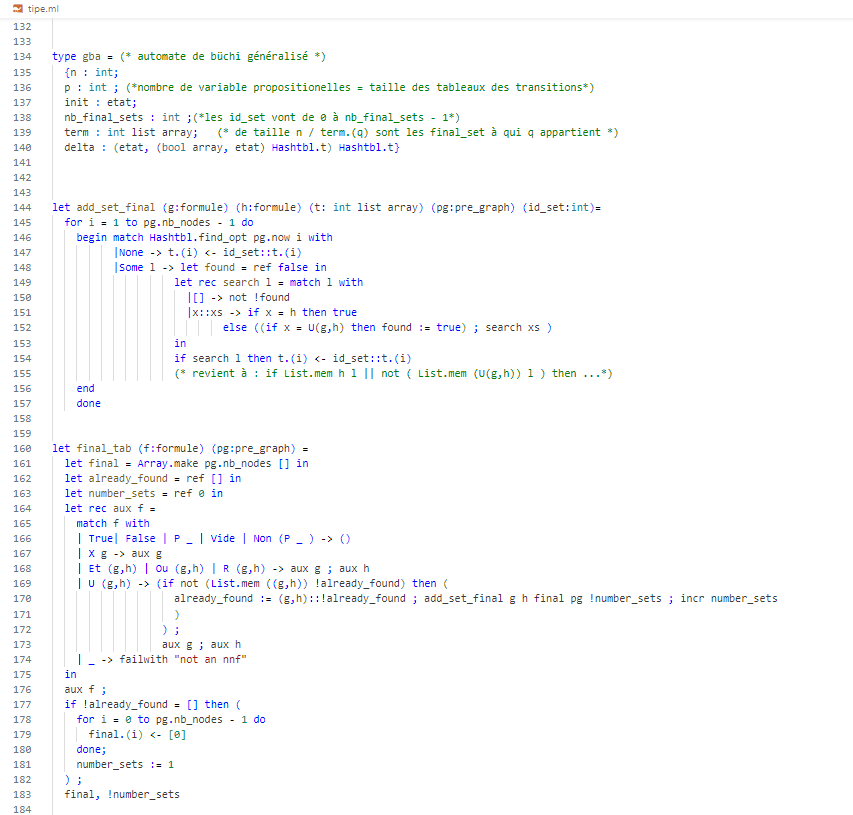 tipe.ml
132
133
134 type gba = (* automate de büchi généralisé *)
135 {n : int;
136 p : int ; (*nombre de variable propositionelles = taille des tableaux des transitions*)
137 init : etat;
138 nb_final_sets : int ;(*les id_set vont de 0 à nb_final_sets - 1*)
139 term : int list array; (* de taille n / term.(q) sont les final_set à qui q appartient *)
140 delta : (etat, (bool array, etat) Hashtbl.t) Hashtbl.t}
141
142
143
144 let add_set_final (g:formule) (h:formule) (t: int list array) (pg:pre_graph) (id_set:int)=
145 for i = 1 to pg.nb_nodes - 1 do
146 begin match Hashtbl.find_opt pg.now i with
147 |None -> t.(i) <- id_set::t.(i)
148 |Some l -> let found = ref false in
149 let rec search l = match l with
150 |[] -> not !found
151 |x::xs -> if x = h then true
152 else ((if x = U(g,h) then found := true) ; search xs )
153 in
154 if search l then t.(i) <- id_set::t.(i)
155 (* revient à : if List.mem h l || not ( List.mem (U(g,h)) l ) then ...*)
156 end
157 done
158
159
160 let final_tab (f:formule) (pg:pre_graph) =
161 let final = Array.make pg.nb_nodes [] in
162 let already_found = ref [] in
163 let number_sets = ref 0 in
164 let rec aux f =
165 match f with
166 | True| False | P _ | Vide | Non (P _ ) -> ()
167 | X g -> aux g
168 | Et (g,h) | Ou (g,h) | R (g,h) -> aux g ; aux h
169 | U (g,h) -> (if not (List.mem ((g,h)) !already_found) then (
170 already_found := (g,h)::!already_found ; add_set_final g h final pg !number_sets ; incr number_sets
171 )
172 ) ;
173 aux g ; aux h
174 | _ -> failwith "not an nnf"
175 in
176 aux f ;
177 if !already_found = [] then (
178 for i = 0 to pg.nb_nodes - 1 do
179 final.(i) <- [0]
180 done;
181 number_sets := 1
182 ) ;
183 final, !number_sets
184